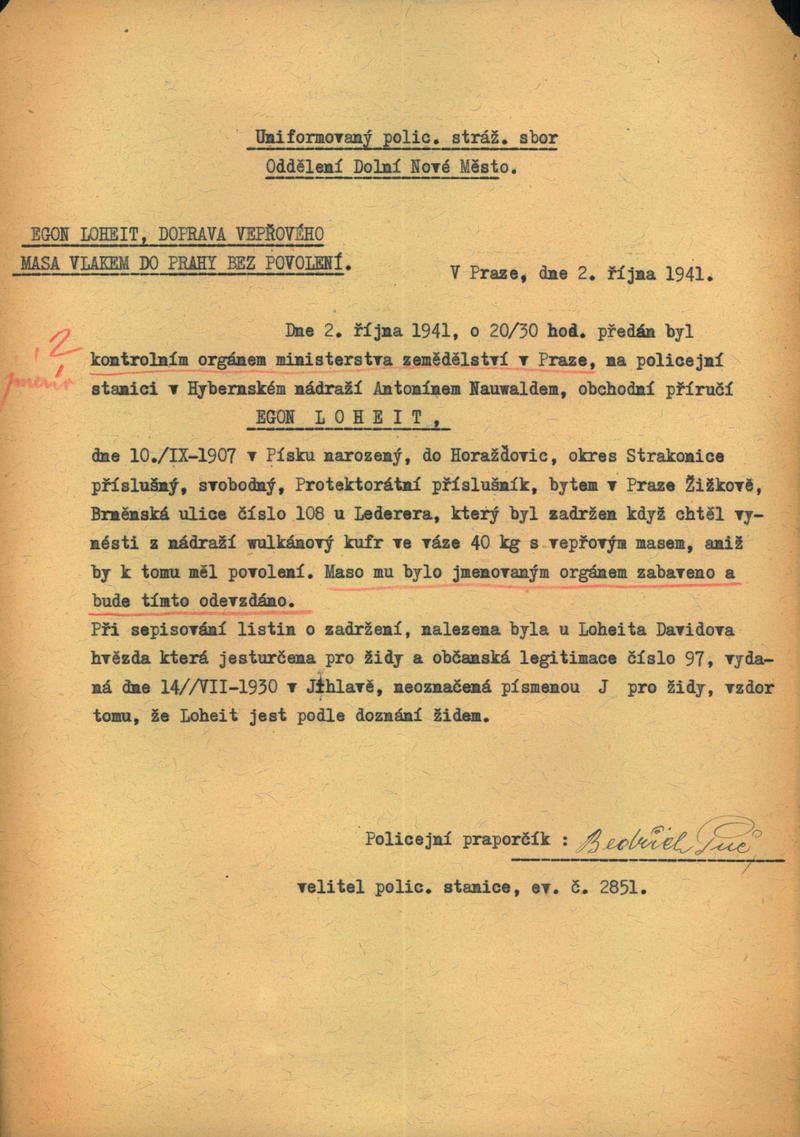 Uniformovaný polic. stráž. sbor
Oddělení Dolní Nové Město.
EGON LOHEIT, DOPRAVA VEPŘOVÉHO
MASA VLAKEM DO PRAHY BEZ POVOLENÍ.
V Praze, dne 2. října 1941.
Dne 2. října 1941, o 20/30 hod. předán byl
? jméno
kontrolním orgánem ministerstva zemědělství v Praze, na policejní
stanici v Hybernském nádraží Antonínem Nauwaldem, obchodní příručí
EGON L O H E I T ,
dne 10./IX-1907 v Písku narozený, do Horažďovic, okres Strakonice
příslušný, svobodný, Protektorátní příslušník, bytem v Praze Žižkově,
Brněnská ulice číslo 108 u Lederera, který byl zadržen když chtěl vy-
nésti z nádraží wulkánový kufr ve váze 40 kg s vepřovým masem, aniž
by k tomu měl povolení. Maso mu bylo jmenovaným orgánem zabaveno a
bude tímto odevzdáno.
Při sepisování listin o zadržení, nalezena byla u Loheita Davidova
hvězda která jesturčena pro židy a občanská legitimace číslo 97, vyda-
ná dne 14//VII-1930 v Jihlavě, neoznačená písmenou J pro židy, vzdor
tomu, že Loheit jest podle doznání židem.
Policejní praporčík : Bedřich
velitel polic. stanice, ev. č. 2851.